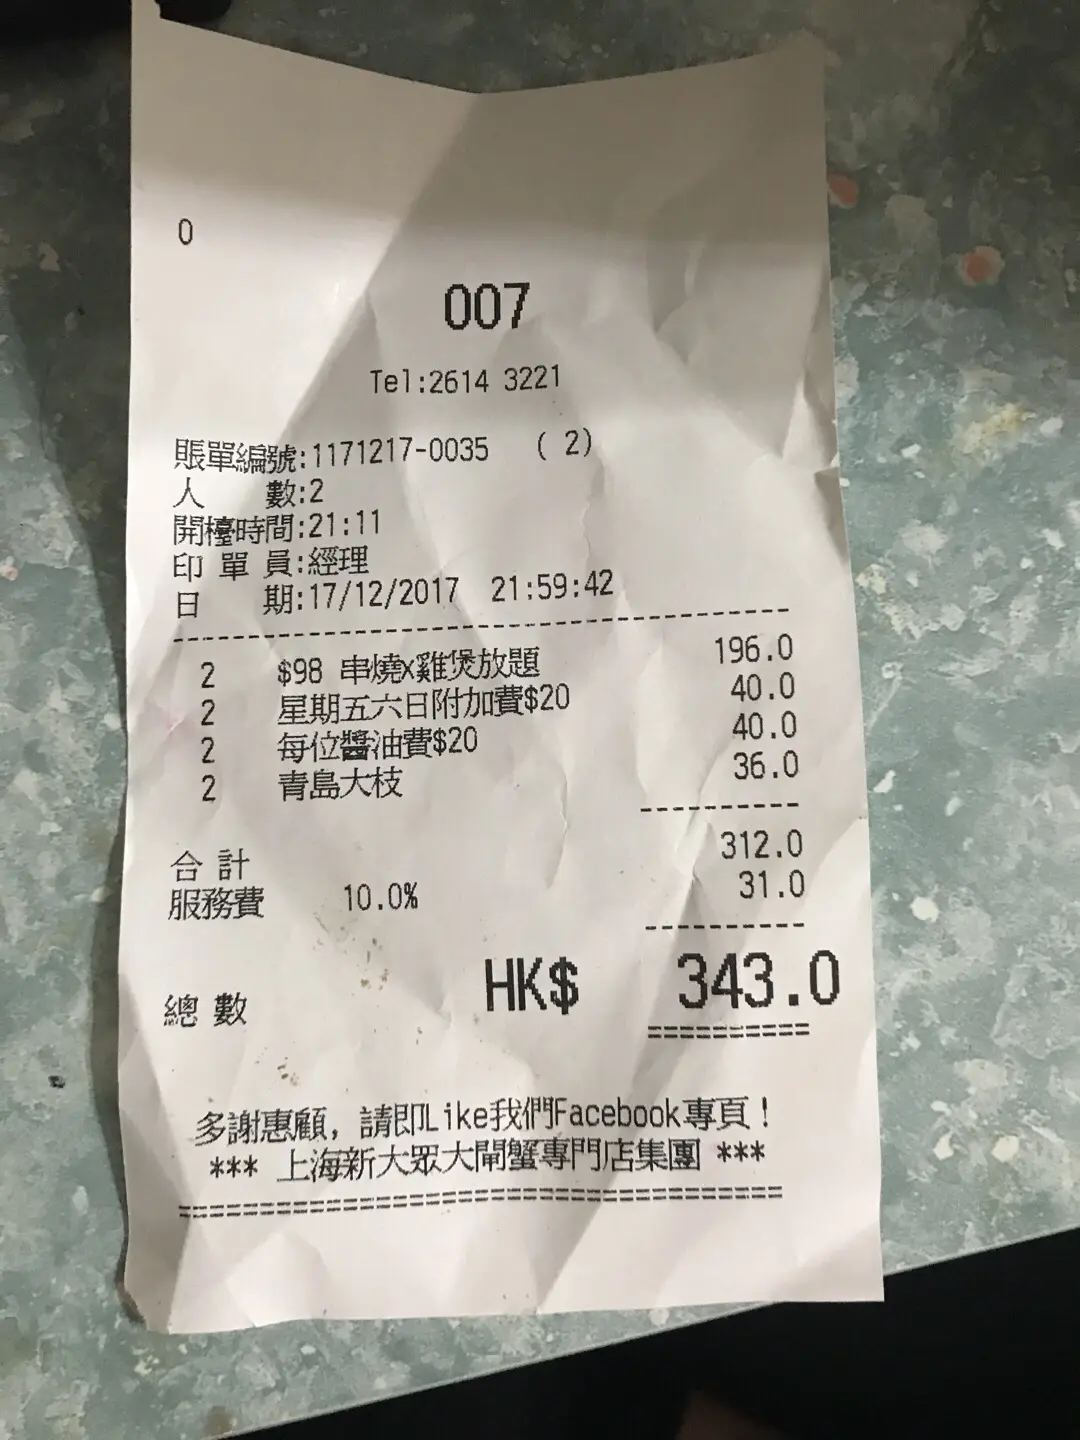 0
007
Tel:2614 3221
賬單編號:1171217-0035 ( 2)
人 數:2
開檯時間:21:11
印 單 員:經理
日 期:17/12/2017 21:59:42
2 $98 串燒x雞煲放題 196.0
2 星期五六日附加費$20 40.0
2 每位醬油費$20 40.0
2 青島大枝 36.0
合 計 312.0
服務費 10.0% 31.0
總 數 HK$ 343.0
多謝惠顧, 請即Like我們Facebook專頁!
*** 上海新大眾大閘蟹專門店集團 ***